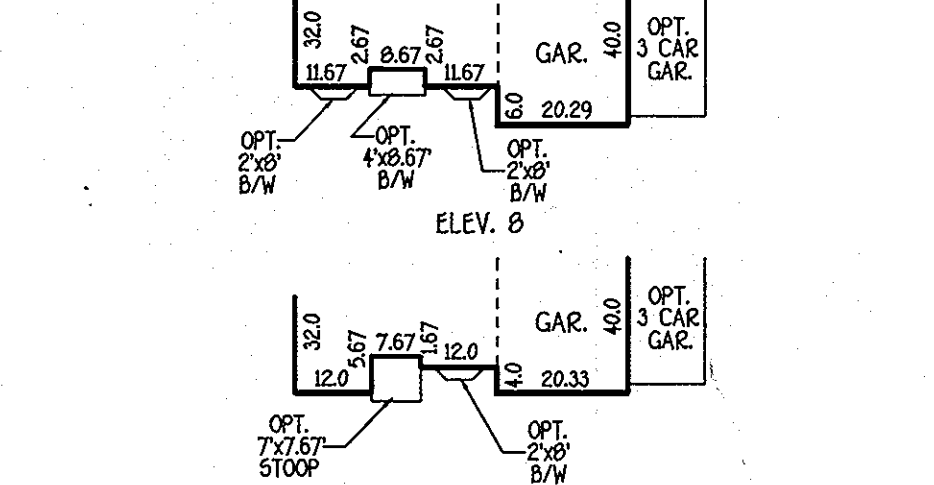 32.0
2.67
8.67
2.67
11.67
11.67
GAR.
40.0
OPT.
3 CAR
GAR.
6.0
20.29
OPT.
2'x8'
B/W
OPT.
4'x8.67'
B/W
OPT.
2'x8'
B/W
ELEV. 8
32.0
5.67
7.67
1.67
12.0
12.0
GAR.
40.0
OPT.
3 CAR
GAR.
4.0
20.33
OPT.
7'x7.67'
STOOP
OPT.
2'x8'
B/W